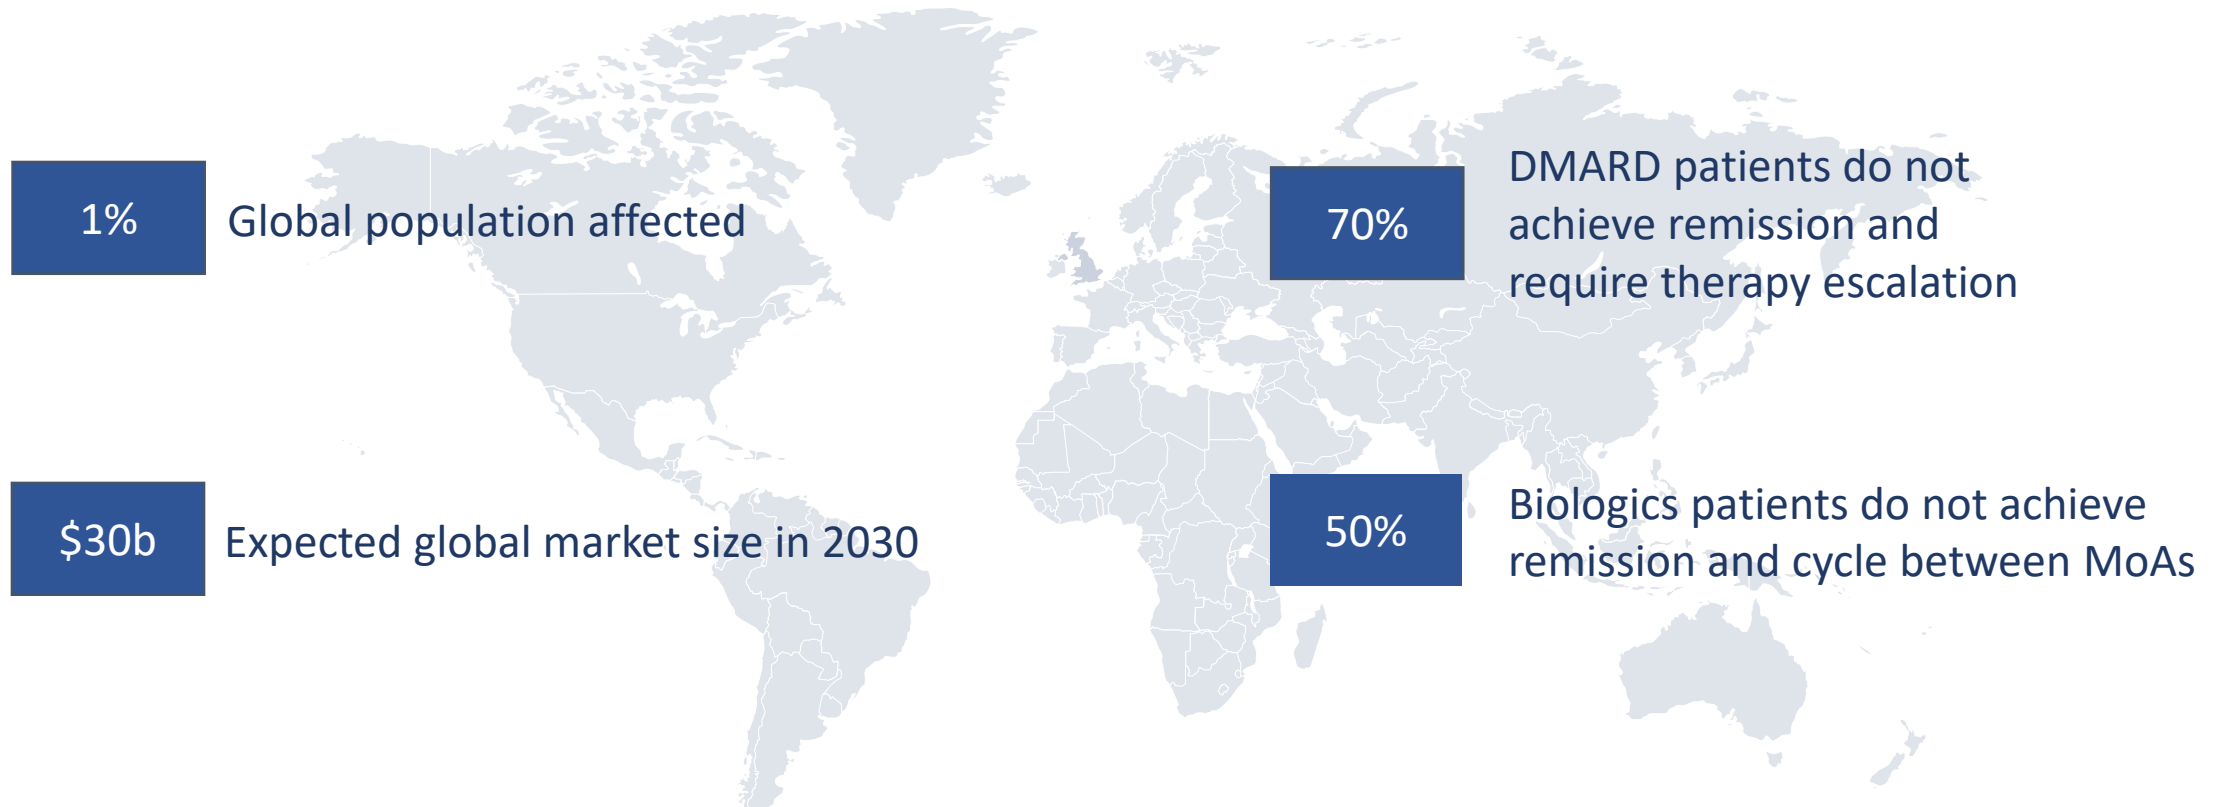 1%
Global population affected
$30b
Expected global market size in 2030
70%
DMARD patients do not
achieve remission and
require therapy escalation
50%
Biologics patients do not achieve
remission and cycle between MoAs